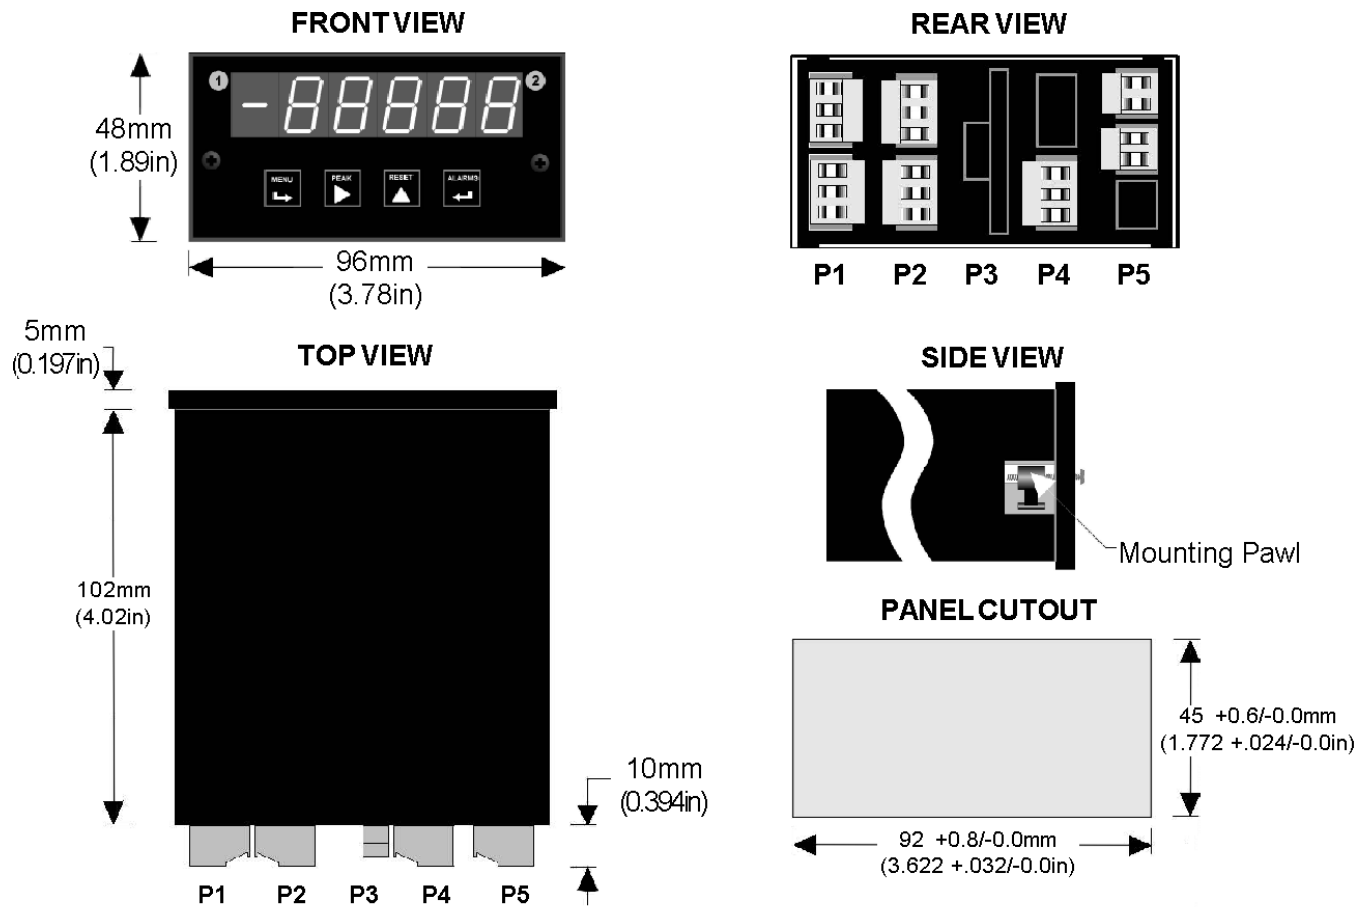 FRONT VIEW
1
2
-88888
MENU
PEAK
RESET
ALARMS
48mm
(1.89in)
96mm
(3.78in)
REAR VIEW
P1 P2 P3 P4 P5
TOP VIEW
5mm
(0.197in)
102mm
(4.02in)
10mm
(0.394in)
P1 P2 P3 P4 P5
SIDE VIEW
Mounting Pawl
PANEL CUTOUT
45 +0.6/-0.0mm
(1.772 +.024/-0.0in)
92 +0.8/-0.0mm
(3.622 +.032/-0.0in)